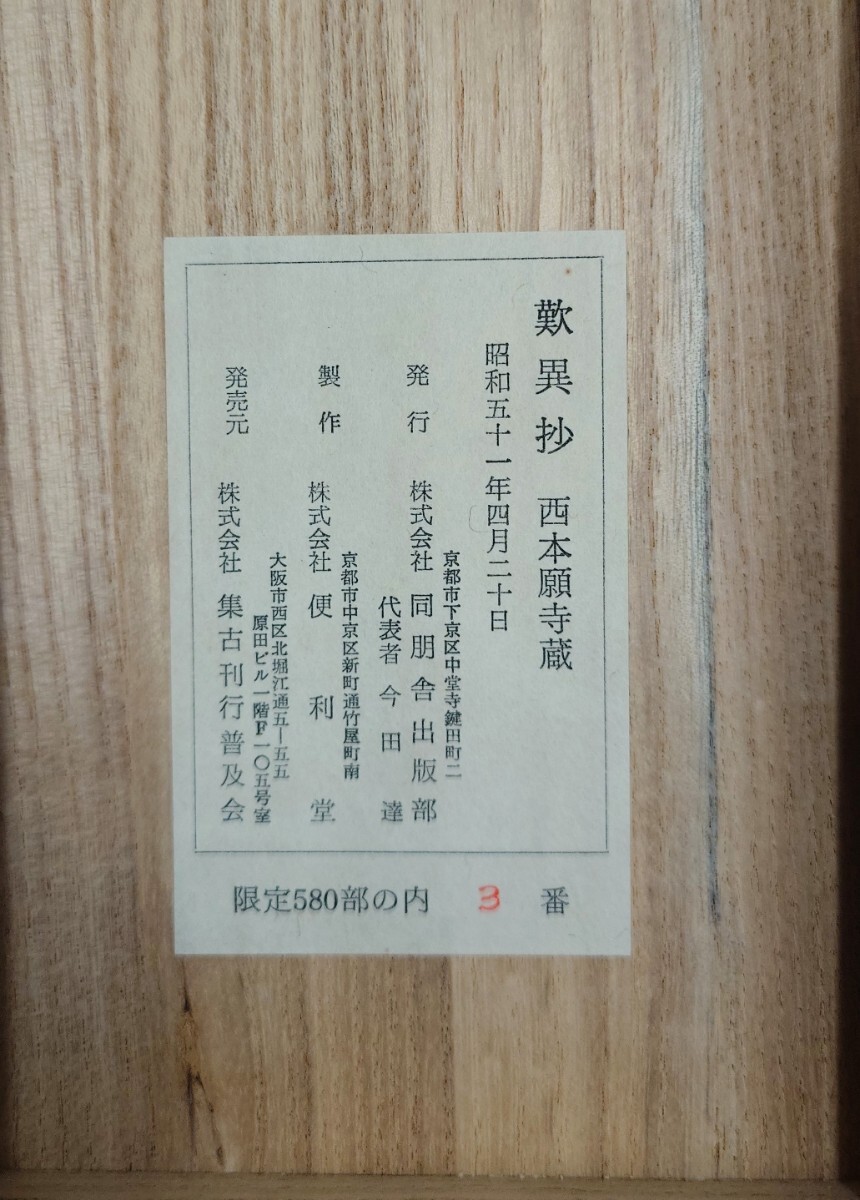 歎異抄　西本願寺蔵
昭和五十一年四月二十日
京都市下京区中堂寺鍵田町二
発行　株式会社　同朋舎出版部
代表者　今田達
京都市中京区新町通竹屋町南
製作　株式会社　便利堂
大阪市西区北堀江通五ー五五
原田ビル一階F一〇五号室
発売元　株式会社　集古刊行普及会
限定580部の内　3　番